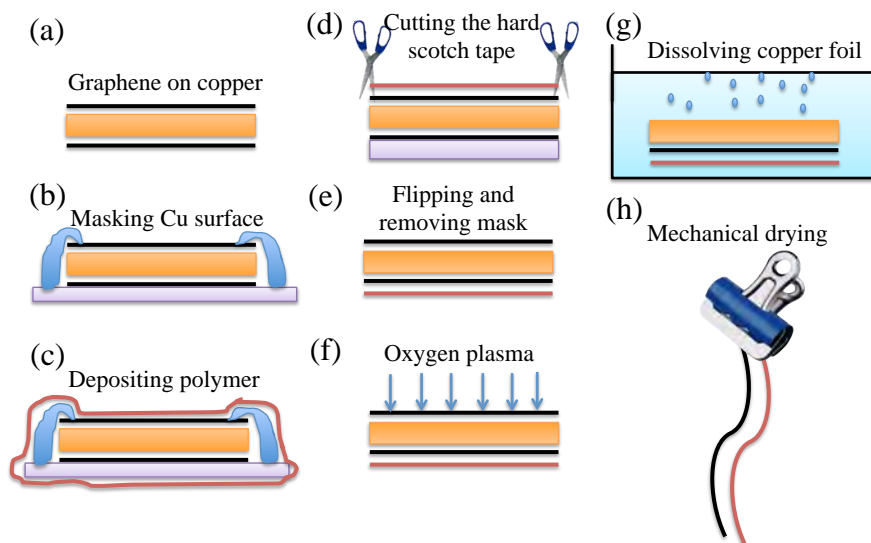 (a)
Graphene on copper
(b)
Masking Cu surface
(c)
Depositing polymer
(d)
Cutting the hard
scotch tape
(e)
Flipping and
removing mask
(f)
Oxygen plasma
(g)
Dissolving copper foil
(h)
Mechanical drying